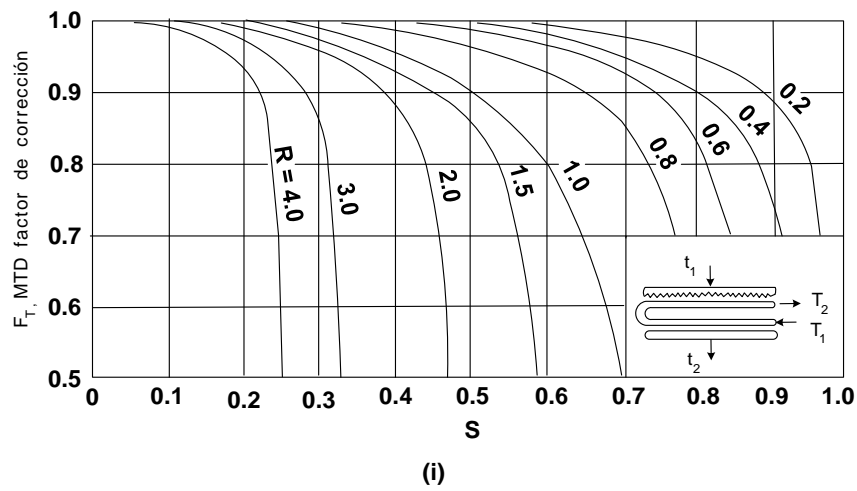 F_T, MTD factor de corrección
1.0
0.9
0.8
0.7
0.6
0.5
R = 4.0
3.0
2.0
1.5
1.0
0.8
0.6
0.4
0.2
t_1
T_2
T_1
t_2
0 0.1 0.2 0.3 0.4 0.5 0.6 0.7 0.8 0.9 1.0
S
(i)